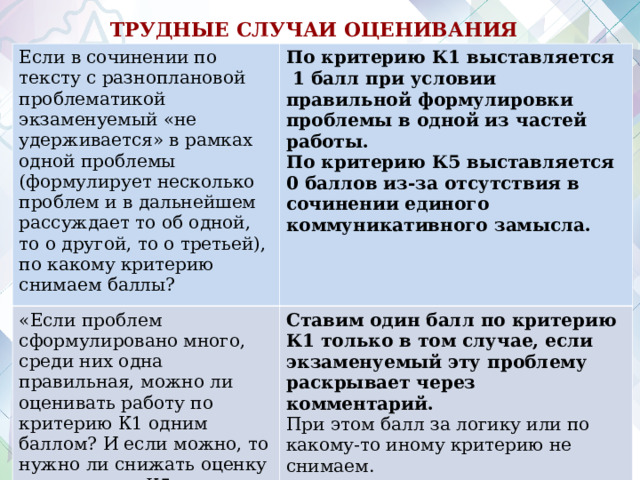 ТРУДНЫЕ СЛУЧАИ ОЦЕНИВАНИЯ
Если в сочинении по
тексту с разноплановой
проблематикой
экзаменуемый «не
удерживается» в рамках
одной проблемы
(формулирует несколько
проблем и в дальнейшем
рассуждает то об одной,
то о другой, то о третьей),
по какому критерию
снимаем баллы?
По критерию К1 выставляется
1 балл при условии
правильной формулировки
проблемы в одной из частей
работы.
По критерию К5 выставляется
0 баллов из-за отсутствия в
сочинении единого
коммуникативного замысла.
«Если проблем
сформулировано много,
среди них одна
правильная, можно ли
оценивать работу по
критерию К1 одним
баллом? И если можно, то
нужно ли снижать оценку
Ставим один балл по критерию
К1 только в том случае, если
экзаменуемый эту проблему
раскрывает через
комментарий.
При этом балл за логику или по
какому-то иному критерию не
снимаем.